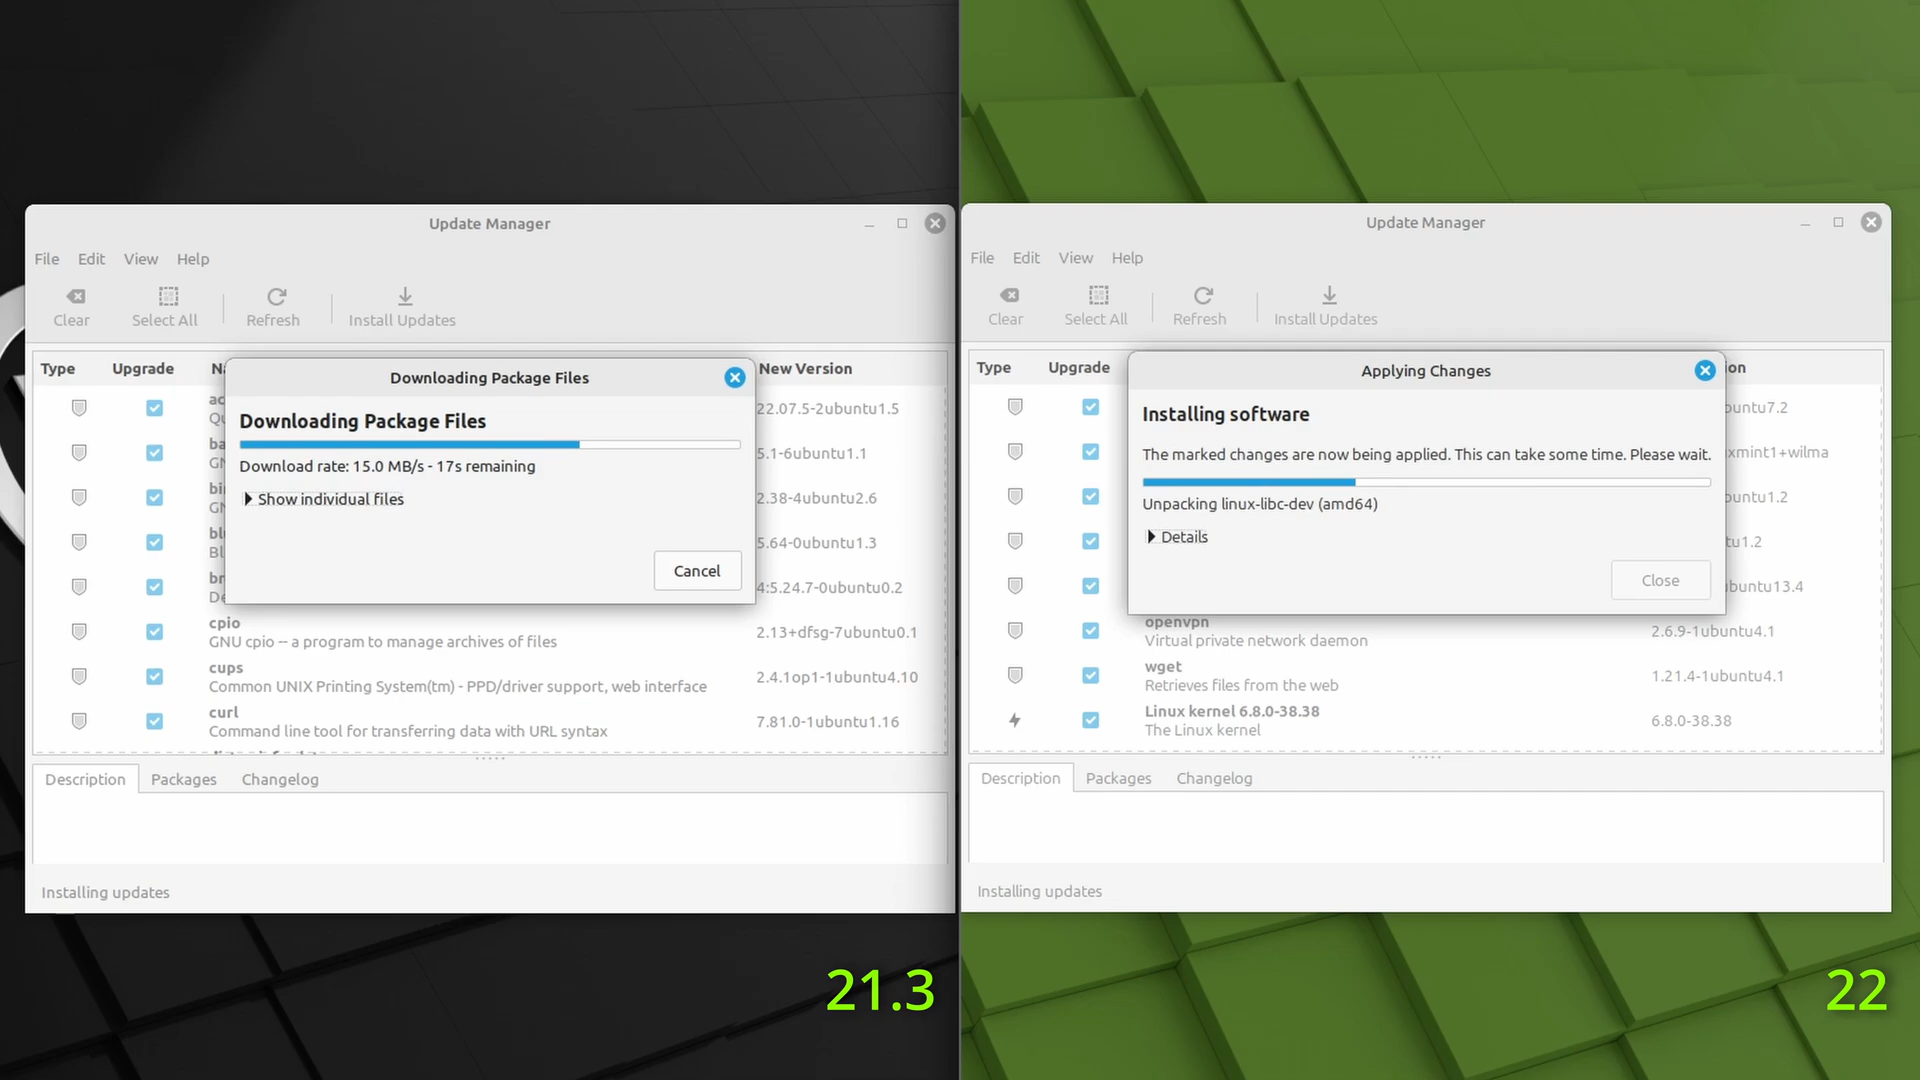 Update Manager
File Edit View Help
Clear Select All Refresh Install Updates
Type Upgrade New Version
22.07.5-2ubuntu1.5
5.1-6ubuntu1.1
2.38-4ubuntu2.6
5.64-0ubuntu1.3
4:5.24.7-0ubuntu0.2
Downloading Package Files
Downloading Package Files
Download rate: 15.0 MB/s - 17s remaining
Show individual files
Cancel
cpio
GNU cpio -- a program to manage archives of files
2.13+dfsg-7ubuntu0.1
cups
Common UNIX Printing System(tm) - PPD/driver support, web interface
2.4.1op1-1ubuntu4.10
curl
Command line tool for transferring data with URL syntax
7.81.0-1ubuntu1.16
Description Packages Changelog
Installing updates
21.3
Update Manager
File Edit View Help
Clear Select All Refresh Install Updates
Type Upgrade ion
ubuntu7.2
xmint1+wilma
ubuntu1.2
tu1.2
buntu13.4
Applying Changes
Installing software
The marked changes are now being applied. This can take some time. Please wait.
Unpacking linux-libc-dev (amd64)
Details
Close
openvpn
Virtual private network daemon
2.6.9-1ubuntu4.1
wget
Retrieves files from the web
1.21.4-1ubuntu4.1
Linux kernel 6.8.0-38.38
The Linux kernel
6.8.0-38.38
Description Packages Changelog
Installing updates
22